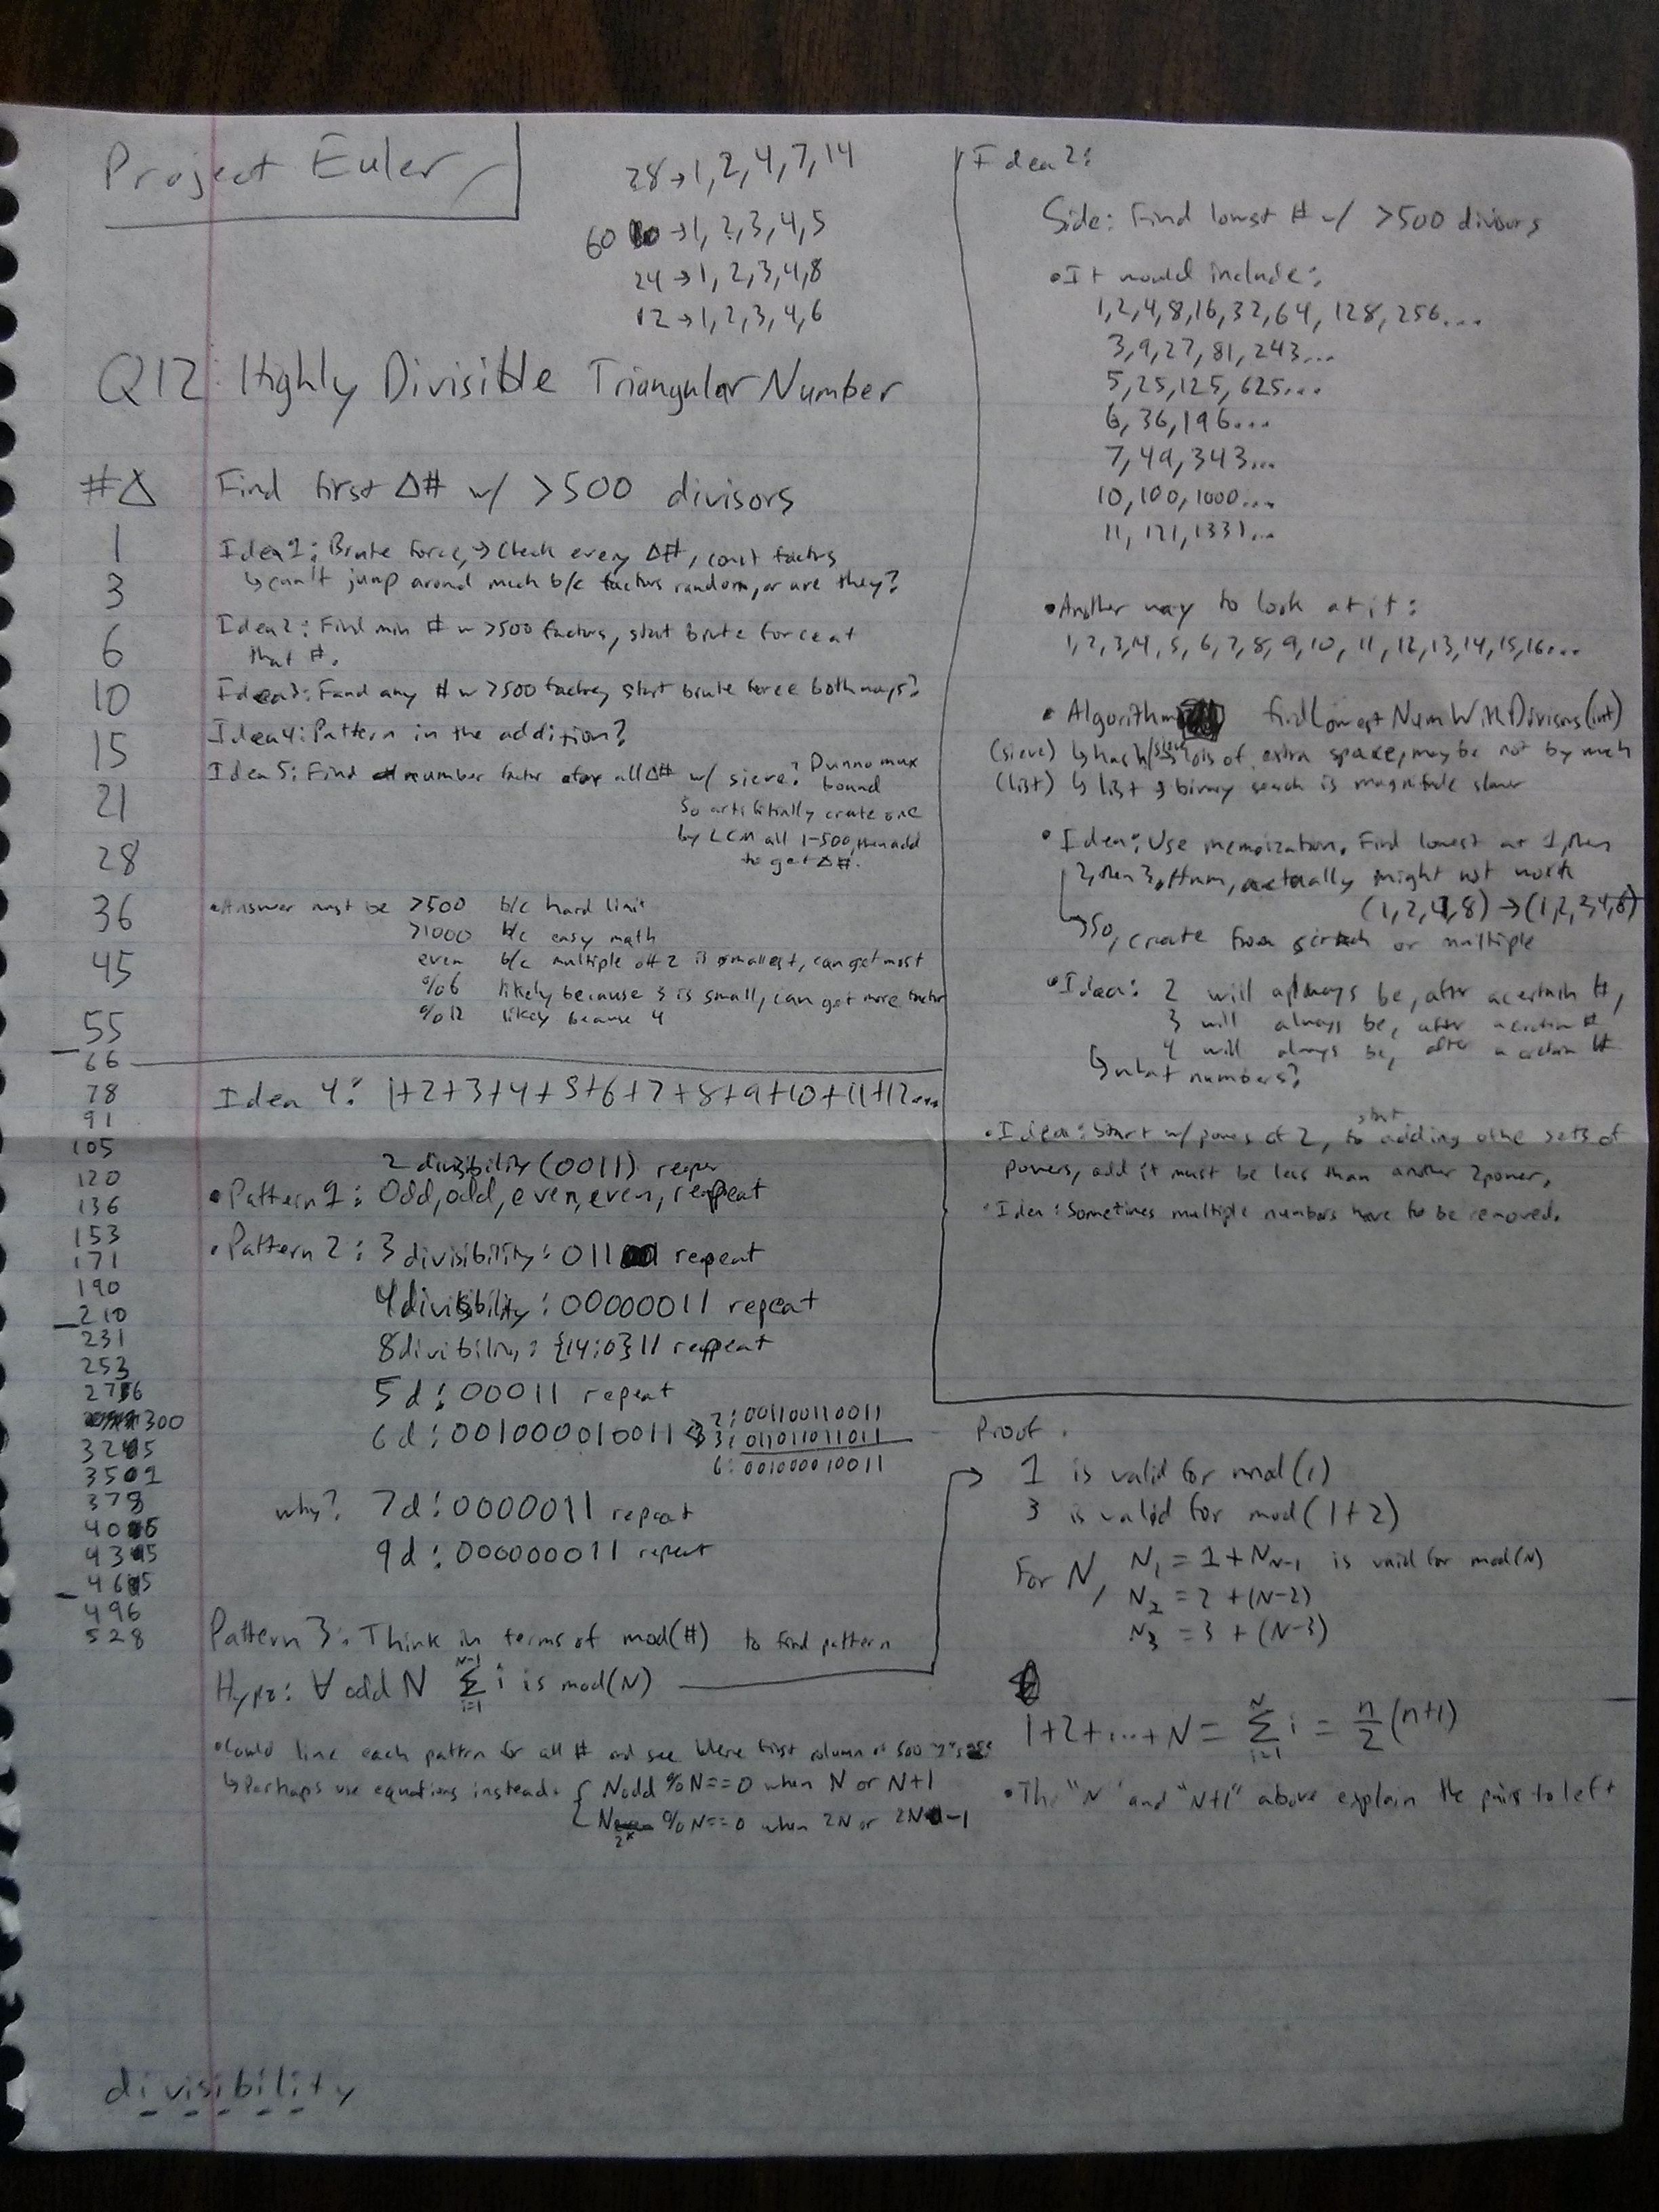 Project Euler
28→1, 2, 4, 7, 14
60 →1, 2, 3, 4, 5
24→1, 2, 3, 4, 8
12→1, 2, 3, 4, 6
Q12: Highly Divisible Triangular Number
#Δ
1
3
6
10
15
21
28
36
45
55
66
78
91
105
120
136
153
171
190
210
231
253
276
300
325
351
378
405
435
465
496
528
Find first Δ# w/ >500 divisors
Idea 1: Brute force, → Check every Δ#, count factors
↳ can't jump around much b/c factors random, or are they?
Idea 2: Find min # w >500 factors, start brute force at
that #.
Idea 3: Find any # w >500 factors, start brute force both ways?
Idea 4: Pattern in the addition?
Idea 5: Find number factor for all Δ# w/ sieve? Dunno max
bound
So artificially create one
by LCM all 1-500, then add
to get Δ#.
•Answer must be >500 b/c hard limit
>1000 b/c easy math
even b/c multiple of 2 is smallest, can get most
%6 likely because 3 is small, can get more factor
%12 likely because 4
Idea 4: 1+2+3+4+5+6+7+8+9+10+11+12...
2 divisibility (0011) repeat
• Pattern 1: Odd, odd, even, even, repeat
• Pattern 2: 3 divisibility: 011 repeat
4 divisibility: 00000011 repeat
8 divibility: {14:0}11 repeat
5 d: 00011 repeat
6 d: 001000010011
2: 001100110011
3: 011011011011
6: 001000010011
why? 7d: 0000011 repeat
9d: 000000011 repeat
Pattern 3: Think in terms of mod(#) to find pattern
Hypo: ∀ odd N ∑ i=1 N-1 i is mod(N)
•Could line each pattern for all # and see where first column of 500
↳ Perhaps use equations instead. { Nodd %N==0 when N or N+1
N 2ˣ %N==0 when 2N or 2N-1
divisibility
Idea 2:
Side: Find lowest # w/ >500 divisors
•It would include:
1, 2, 4, 8, 16, 32, 64, 128, 256...
3, 9, 27, 81, 243...
5, 25, 125, 625...
6, 36, 196...
7, 49, 343...
10, 100, 1000...
11, 121, 1331...
•Another way to look at it:
1, 2, 3, 4, 5, 6, 7, 8, 9, 10, 11, 12, 13, 14, 15, 16...
• Algorithm findLowestNumWithDivisors(int)
(sieve) ↳ hash/sieve lots of extra space, maybe not by much
(list) ↳ list & binary search is magnitude slower
• Idea: Use memoization. Find lowest at 1, then
2, then 3, Hmm, actually might not work
(1, 2, 4, 8) → (1, 2, 3, 4, 6)
↳ So, create from scratch or multiple
•Idea: 2 will always be, after a certain #,
3 will always be, after a certain #
4 will always be, after a certain #
↳ what numbers?
•Idea: Start w/ powers of 2, start adding other sets of
powers, add it must be less than another 2power,
•Idea: Sometimes multiple numbers have to be removed.
Proof.
1 is valid for mod(1)
3 is valid for mod(1+2)
For N, N₁ = 1+N N-1 is valid for mod(N)
N₂ = 2+(N-2)
N₃ = 3+(N-3)
1+2+...+N = ∑ i=1 N i = n/2 (n+1)
•The "N" and "N+1" above explain the pairs to left